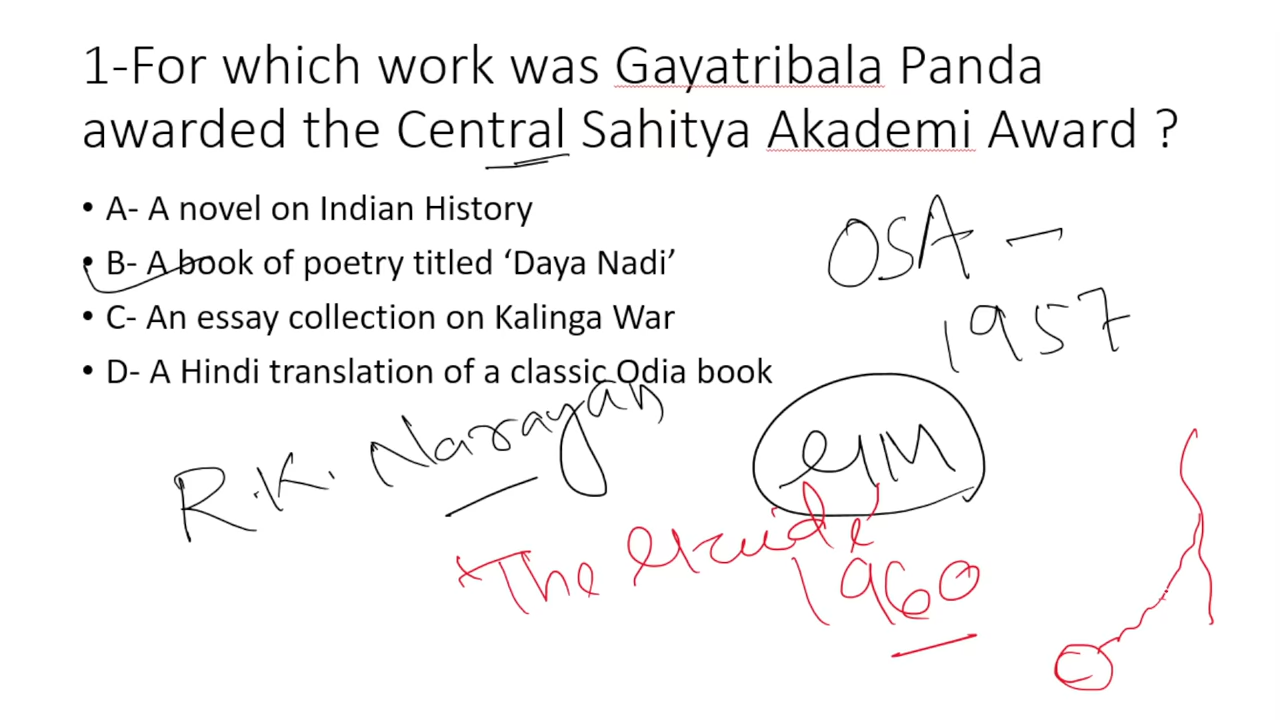 1-For which work was Gayatribala Panda
awarded the Central Sahitya Akademi Award ?
• A- A novel on Indian History
• B- A book of poetry titled ‘Daya Nadi’
• C- An essay collection on Kalinga War
• D- A Hindi translation of a classic Odia book
OSA –
1957
R.K. Narayan
GM
"The Guide'
1960
C